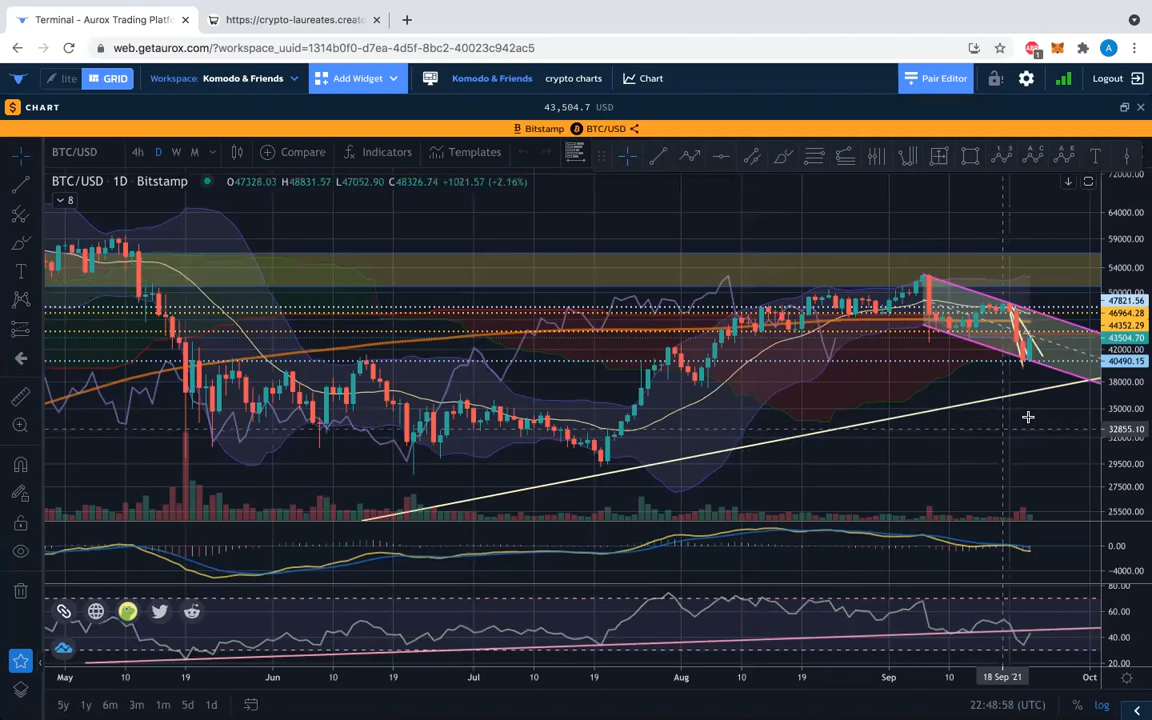 Terminal - Aurox Trading Platfo
https://crypto-laureates.creato
web.getaurox.com/?workspace_uuid=1314b0f0-d7ea-4d5f-8bc2-40023c942ac5
1
A
lite
GRID
Workspace: Komodo & Friends
Add Widget
Komodo & Friends
crypto charts
Chart
Pair Editor
Logout
CHART
43,504.7 USD
Bitstamp BTC/USD
BTC/USD 4h D W M
Compare
Indicators
Templates
BTC/USD · 1D · Bitstamp
O47328.03 H48831.57 L47052.90 C48326.74 +1021.57 (-2.16%)
8
72000.00
64000.00
59000.00
54000.00
50000.00
47821.56
46964.28
44352.29
43504.70
42000.00
40490.15
38000.00
35000.00
32855.10
32000.00
29500.00
27500.00
25500.00
0.00
-4000.00
80.00
60.00
40.00
20.00
May 10 19 Jun 10 19 Jul 10 19 Aug 10 19 Sep 10 18 Sep '21 Oct
5y 1y 6m 3m 1m 5d 1d
22:48:58 (UTC)
% log